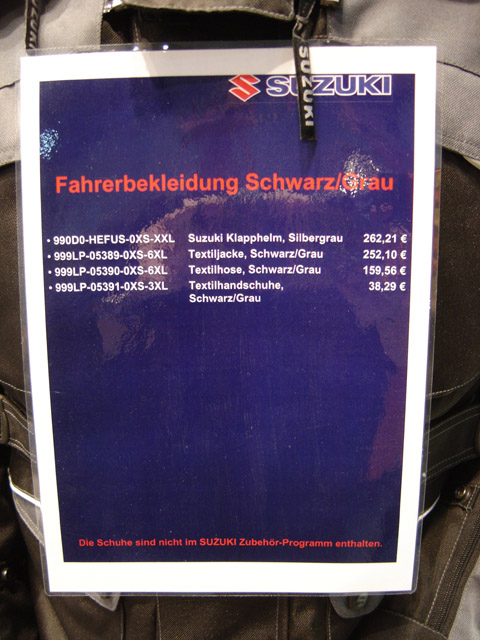 SUZUKI
SUZUKI
Fahrerbekleidung Schwarz/Grau
• 990D0-HEFUS-0XS-XXL Suzuki Klapphelm, Silbergrau 262,21 €
• 999LP-05389-0XS-6XL Textiljacke, Schwarz/Grau 252,10 €
• 999LP-05390-0XS-6XL Textilhose, Schwarz/Grau 159,56 €
• 999LP-05391-0XS-3XL Textilhandschuhe, 38,29 €
Schwarz/Grau
Die Schuhe sind nicht im SUZUKI Zubehör-Programm enthalten.